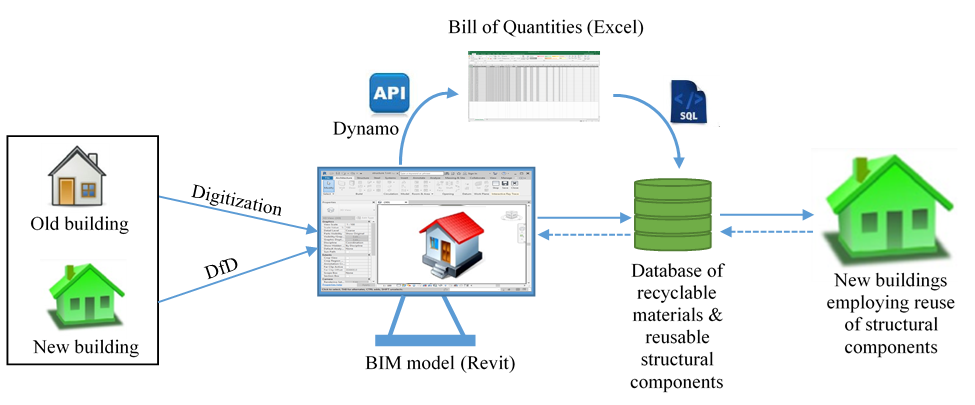 Bill of Quantities (Excel)
API
Dynamo
SQL
Old building
Digitization
DfD
New building
BIM model (Revit)
Database of
recyclable
materials &
reusable
structural
components
New buildings
employing reuse
of structural
components